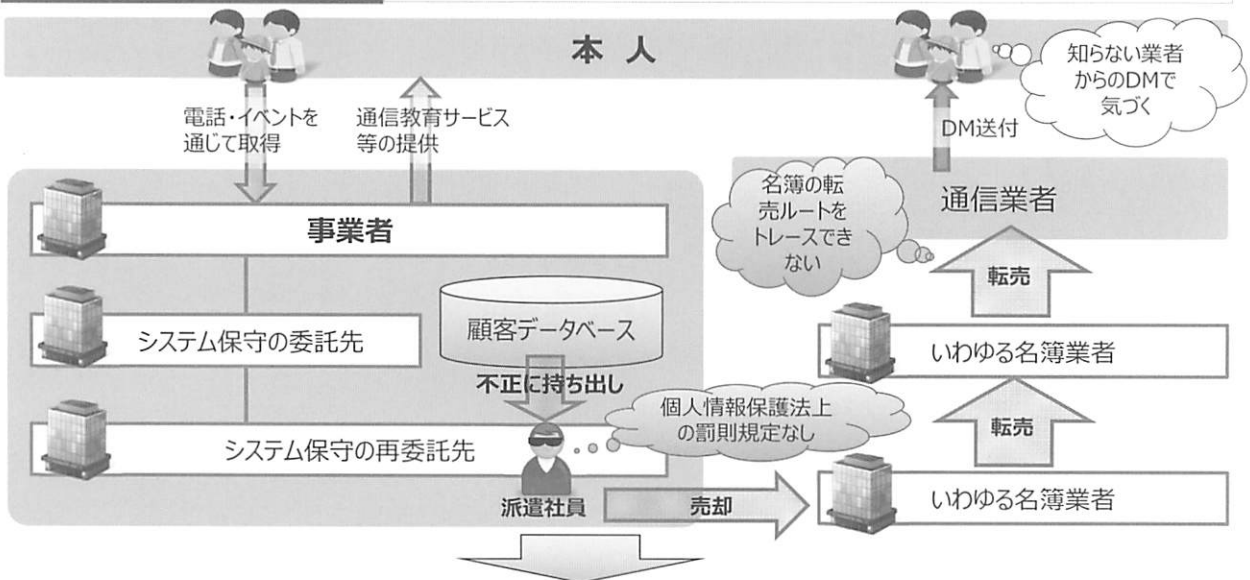 本人
知らない業者
からのDMで
気づく
電話・イベントを
通じて取得
通信教育サービス
等の提供
DM送付
名簿の転
売ルートを
トレースでき
ない
通信業者
事業者
転売
システム保守の委託先
顧客データベース
いわゆる名簿業者
不正に持ち出し
個人情報保護法上
の罰則規定なし
転売
システム保守の再委託先
派遣社員
売却
いわゆる名簿業者